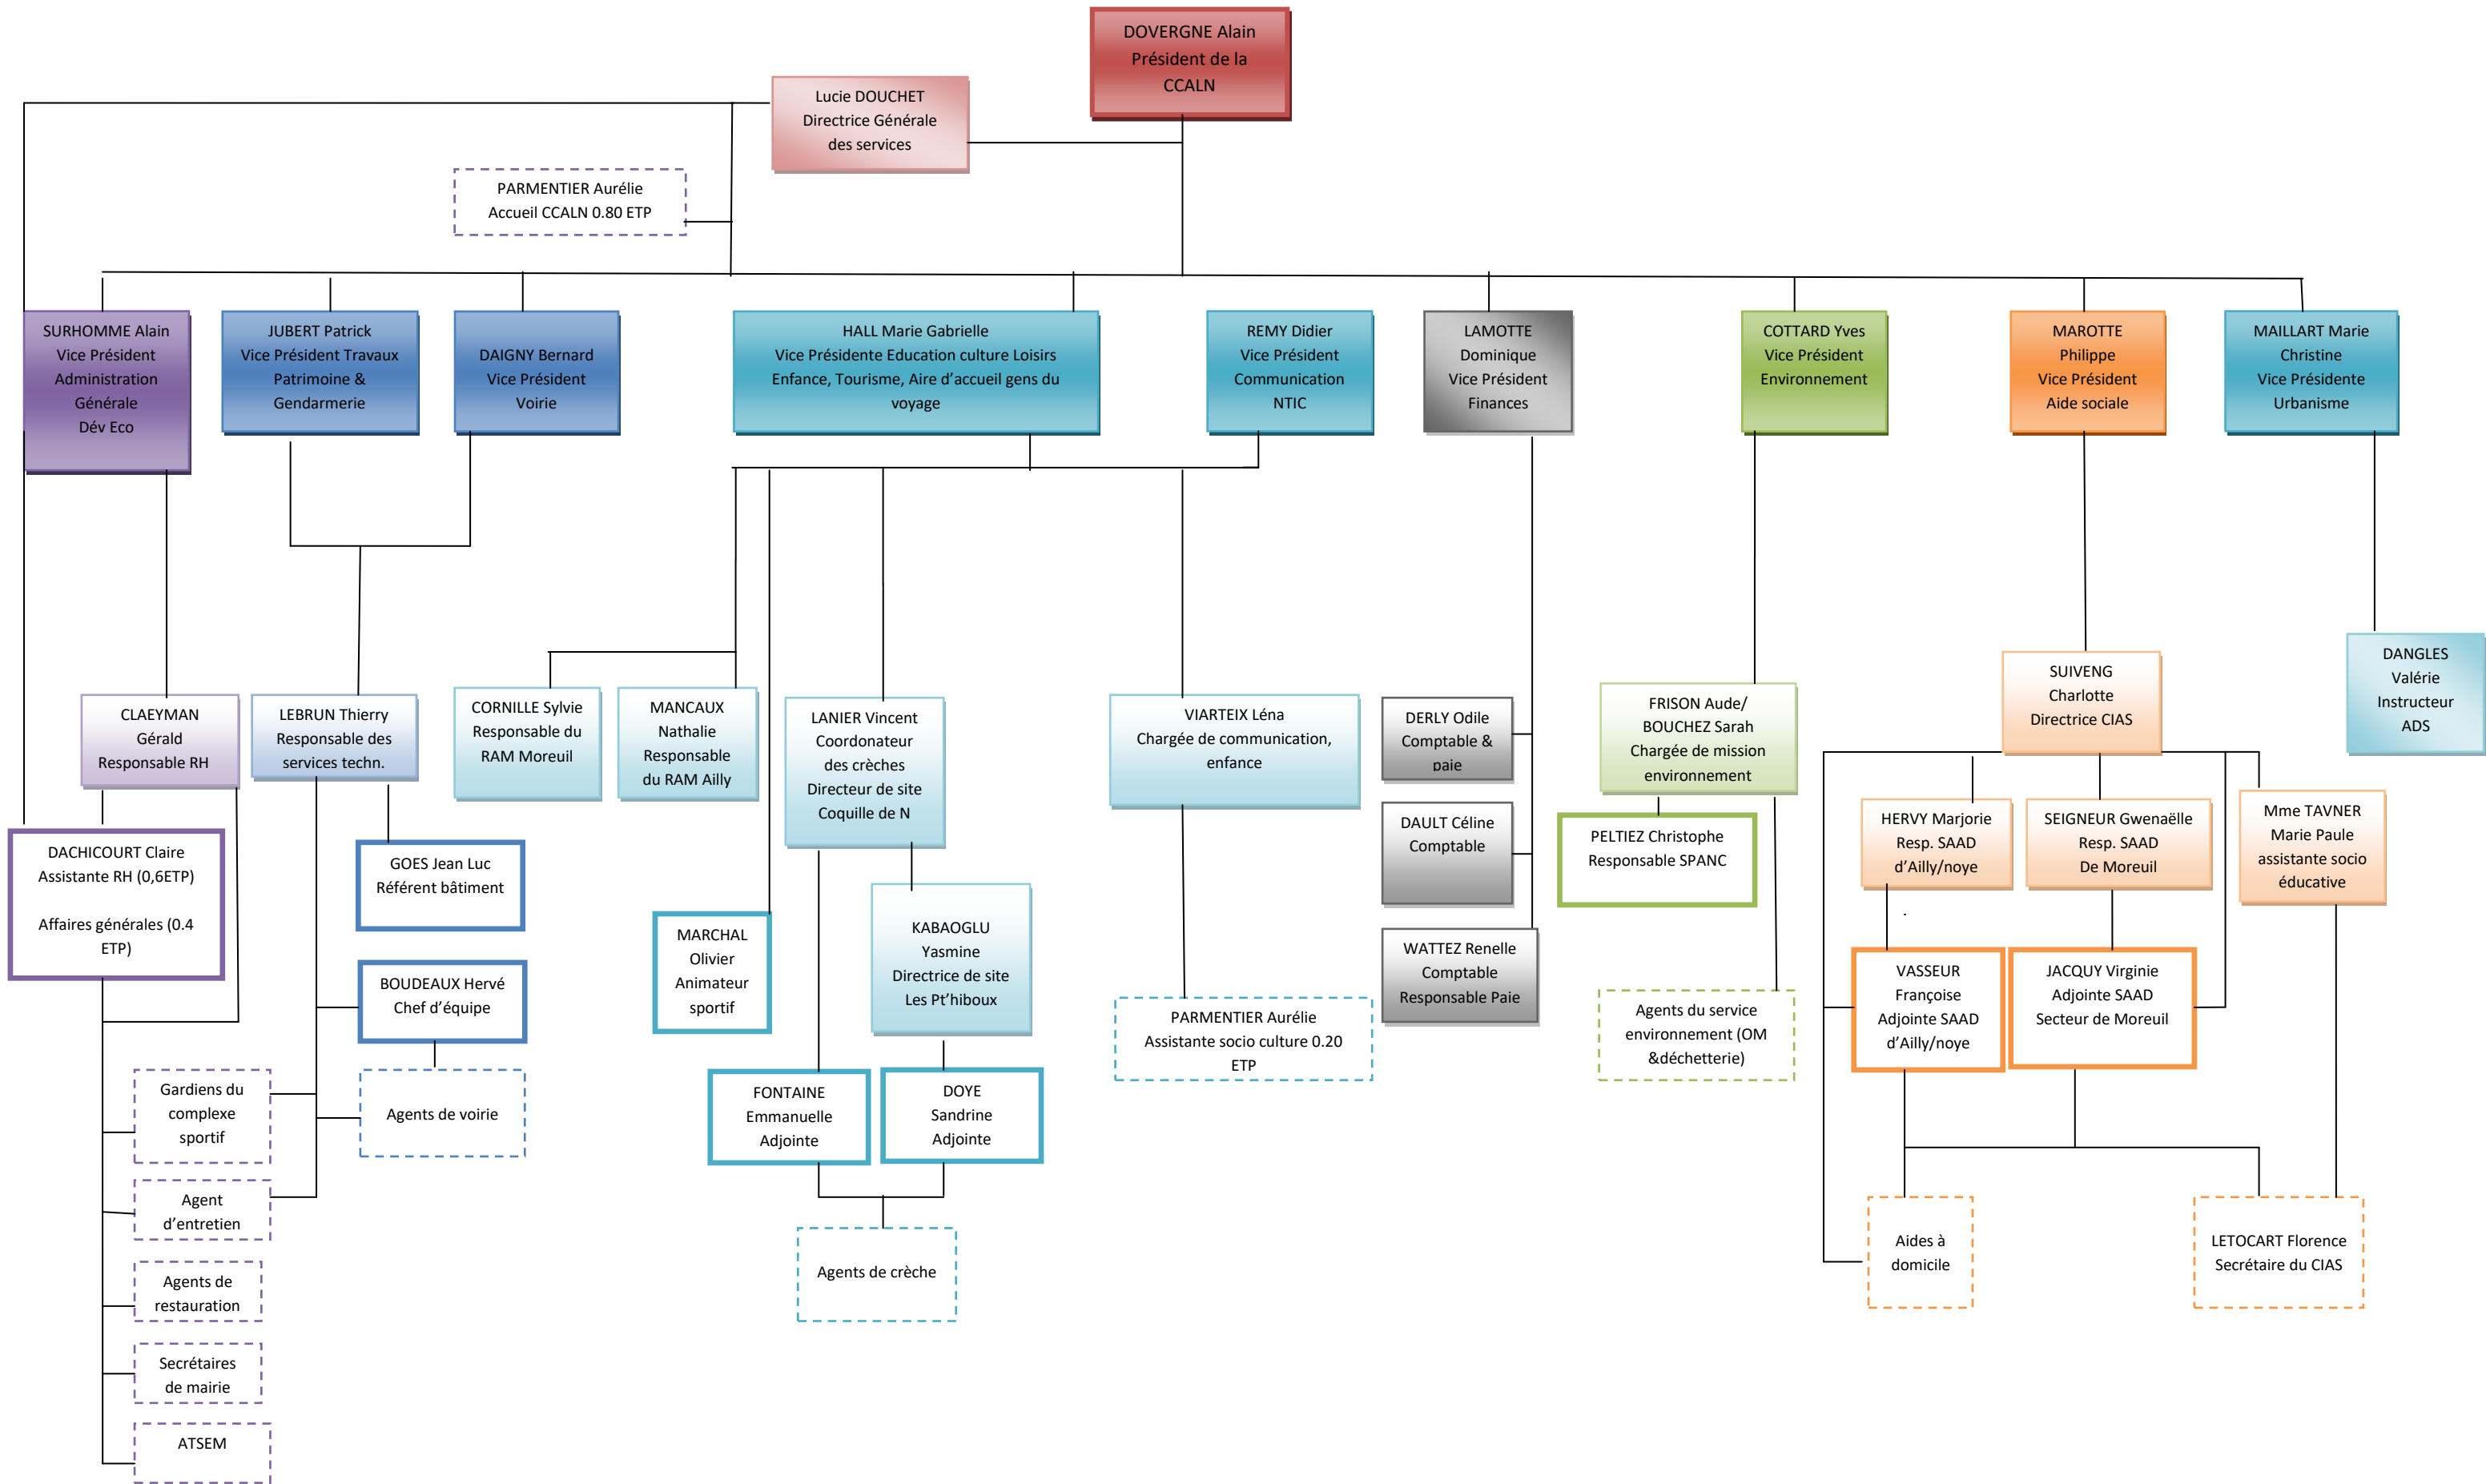 DOVERGNE Alain
Président de la
CCALN
Lucie DOUCHET
Directrice Générale
des services
PARMENTIER Aurélie
Accueil CCALN 0.80 ETP
SURHOMME Alain
Vice Président
Administration
Générale
Dév Eco
JUBERT Patrick
Vice Président Travaux
Patrimoine &
Gendarmerie
DAIGNY Bernard
Vice Président
Voirie
HALL Marie Gabrielle
Vice Présidente Education culture Loisirs
Enfance, Tourisme, Aire d’accueil gens du
voyage
REMY Didier
Vice Président
Communication
NTIC
LAMOTTE
Dominique
Vice Président
Finances
COTTARD Yves
Vice Président
Environnement
MAROTTE
Philippe
Vice Président
Aide sociale
MAILLART Marie
Christine
Vice Présidente
Urbanisme
CLAEYMAN
Gérald
Responsable RH
LEBRUN Thierry
Responsable des
services techn.
CORNILLE Sylvie
Responsable du
RAM Moreuil
MANCAUX
Nathalie
Responsable
du RAM Ailly
LANIER Vincent
Coordonateur
des crèches
Directeur de site
Coquille de N
VIARTEIX Léna
Chargée de communication,
enfance
DERLY Odile
Comptable &
paie
FRISON Aude/
BOUCHEZ Sarah
Chargée de mission
environnement
SUIVENG
Charlotte
Directrice CIAS
DANGLES
Valérie
Instructeur
ADS
DACHICOURT Claire
Assistante RH (0,6ETP)
Affaires générales (0.4
ETP)
GOES Jean Luc
Référent bâtiment
BOUDEAUX Hervé
Chef d’équipe
Agents de voirie
MARCHAL
Olivier
Animateur
sportif
KABAOGLU
Yasmine
Directrice de site
Les Pt’hiboux
FONTAINE
Emmanuelle
Adjointe
DOYE
Sandrine
Adjointe
Agents de crèche
PARMENTIER Aurélie
Assistante socio culture 0.20
ETP
DAULT Céline
Comptable
WATTEZ Renelle
Comptable
Responsable Paie
PELTIEZ Christophe
Responsable SPANC
Agents du service
environnement (OM
&déchetterie)
HERVY Marjorie
Resp. SAAD
d’Ailly/noye
.
SEIGNEUR Gwenaëlle
Resp. SAAD
De Moreuil
Mme TAVNER
Marie Paule
assistante socio
éducative
VASSEUR
Françoise
Adjointe SAAD
d’Ailly/noye
JACQUY Virginie
Adjointe SAAD
Secteur de Moreuil
Aides à
domicile
LETOCART Florence
Secrétaire du CIAS
Gardiens du
complexe
sportif
Agent
d’entretien
Agents de
restauration
Secrétaires
de mairie
ATSEM